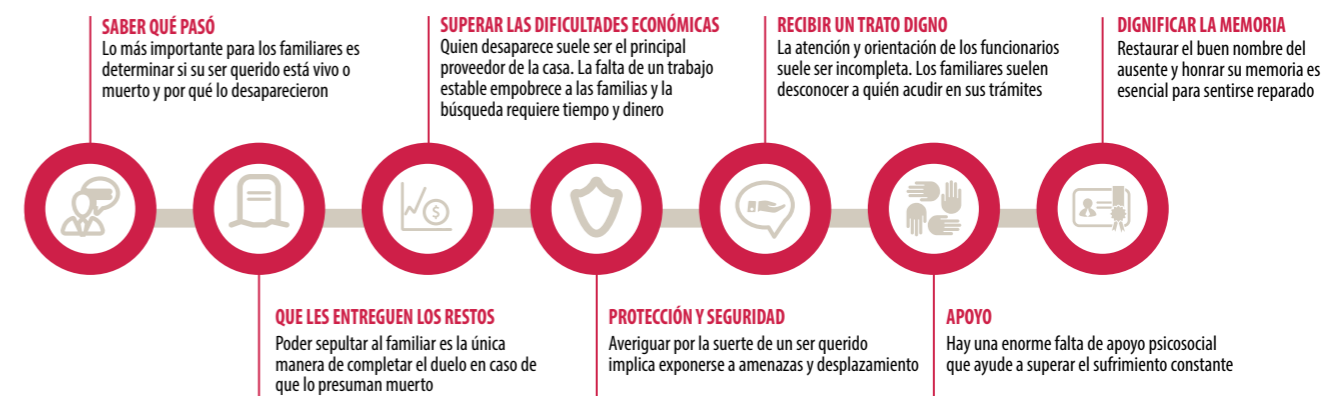 SABER QUÉ PASÓ
Lo más importante para los familiares es
determinar si su ser querido está vivo o
muerto y por qué lo desaparecieron
SUPERAR LAS DIFICULTADES ECONÓMICAS
Quien desaparece suele ser el principal
proveedor de la casa. La falta de un trabajo
estable empobrece a las familias y la
búsqueda requiere tiempo y dinero
RECIBIR UN TRATO DIGNO
La atención y orientación de los funcionarios
suele ser incompleta. Los familiares suelen
desconocer a quién acudir en sus trámites
DIGNIFICAR LA MEMORIA
Restaurar el buen nombre del
ausente y honrar su memoria es
esencial para sentirse reparado
$
QUE LES ENTREGUEN LOS RESTOS
Poder sepultar al familiar es la única
manera de completar el duelo en caso de
que lo presuman muerto
PROTECCIÓN Y SEGURIDAD
Averiguar por la suerte de un ser querido
implica exponerse a amenazas y desplazamiento
APOYO
Hay una enorme falta de apoyo psicosocial
que ayude a superar el sufrimiento constante